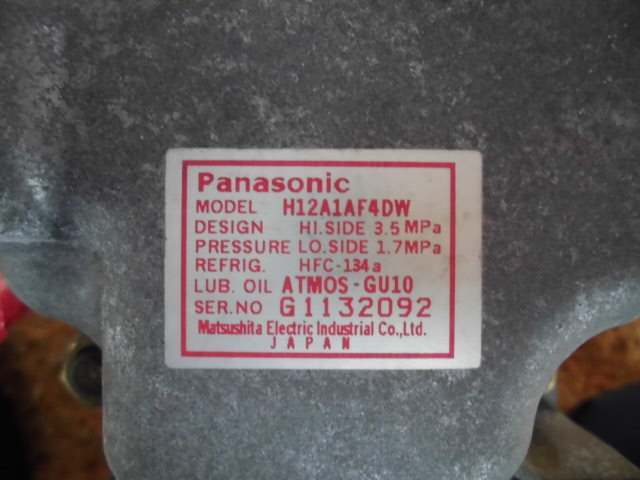 Panasonic
MODEL H12A1AF4DW
DESIGN HI.SIDE 3.5 MPa
PRESSURE LO.SIDE 1.7MPa
REFRIG. HFC-134a
LUB. OIL ATMOS-GU10
SER.NO G1132092
Matsushita Electric Industrial Co.,Ltd.
JAPAN